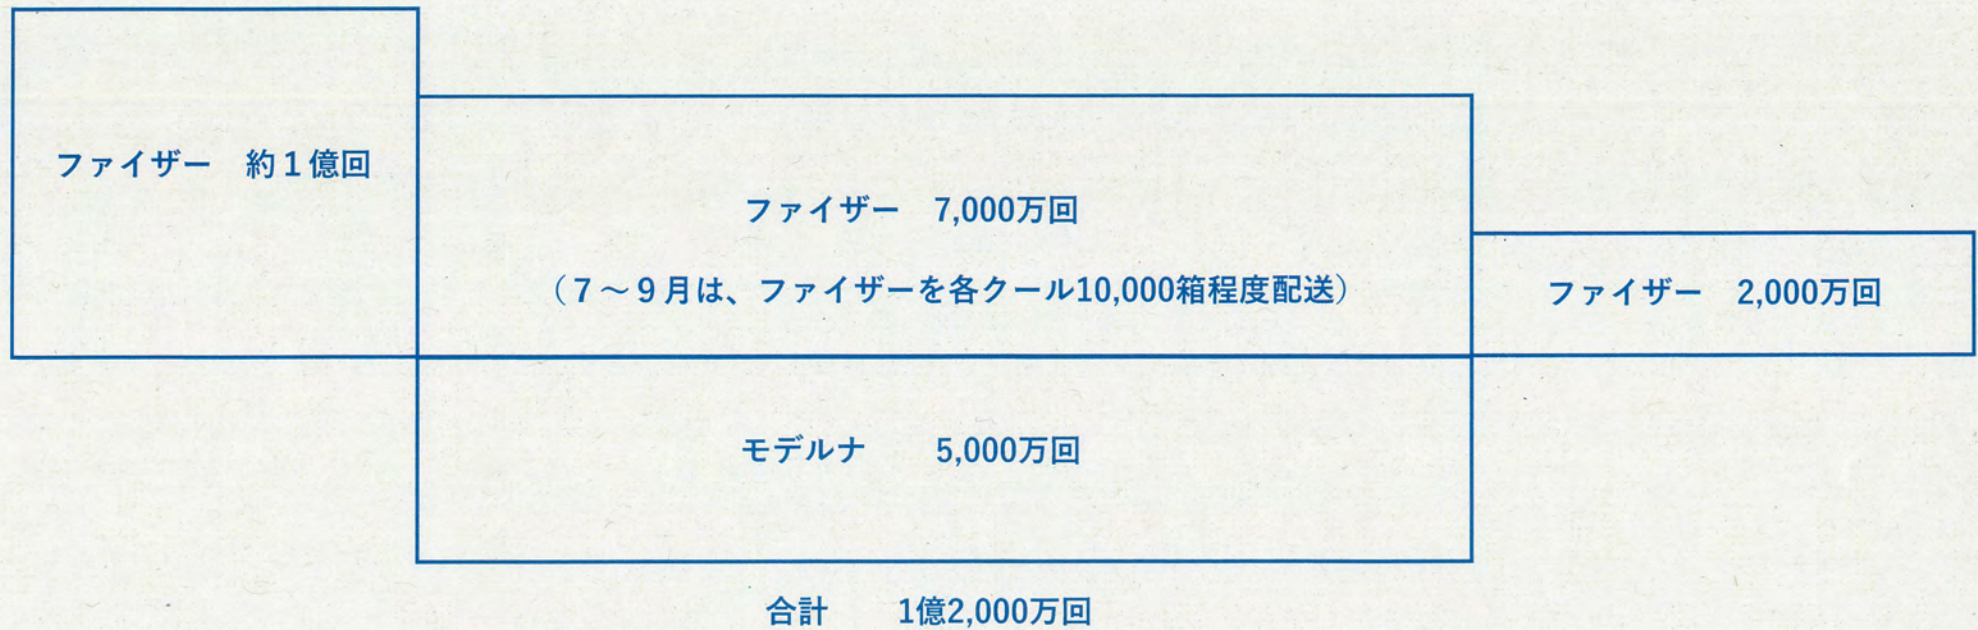 ファイザー　約１億回
ファイザー　7,000万回
（７～９月は、ファイザーを各クール10,000箱程度配送）
ファイザー　2,000万回
モデルナ　　5,000万回
合計　　1億2,000万回